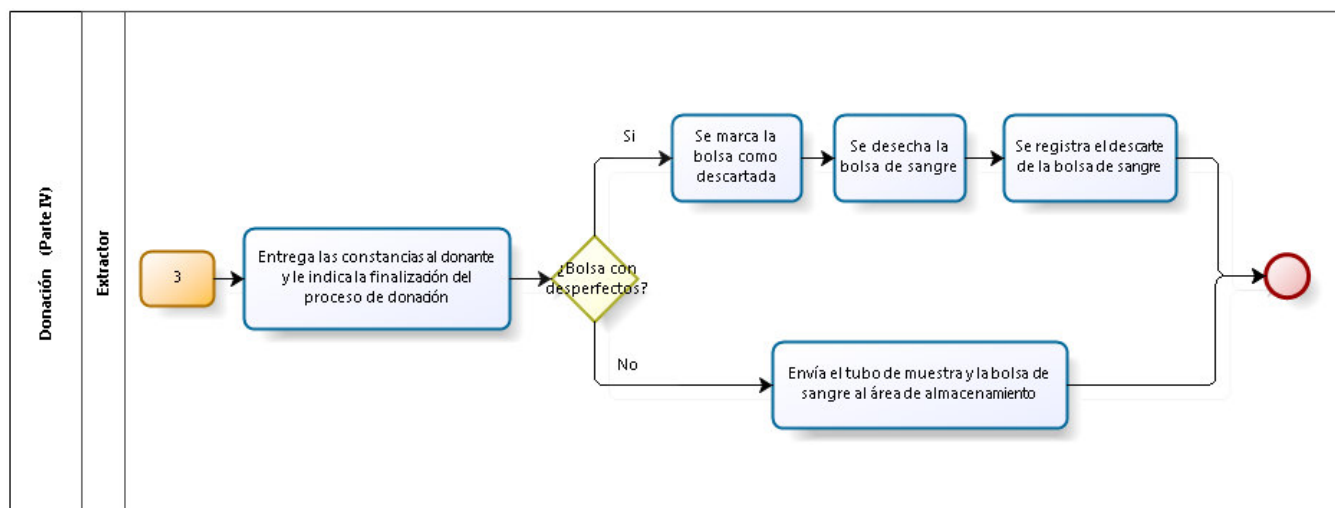 Donación (Parte IV)
Extractor
3
Entrega las constancias al donante
y le indica la finalización del
proceso de donación
¿Bolsa con
desperfectos?
Si
Se marca la
bolsa como
descartada
Se desecha la
bolsa de sangre
Se registra el descarte
de la bolsa de sangre
No
Envía el tubo de muestra y la bolsa de
sangre al área de almacenamiento